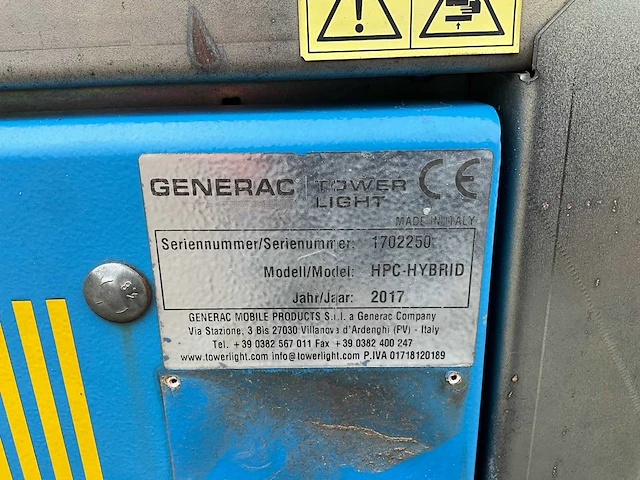 GENERAC TOWER LIGHT CE
MADE IN ITALY
Seriennummer/Serienummer: 1702250
Modell/Model: HPC-HYBRID
Jahr/Jaar: 2017
GENERAC MOBILE PRODUCTS S.r.l. a Generac Company
Via Stazione, 3 Bis 27030 Villanova d'Ardenghi (PV) - Italy
Tel. +39 0382 567 011 Fax +39 0382 400 247
www.towerlight.com info@towerlight.com P.IVA 01718120189
8.4